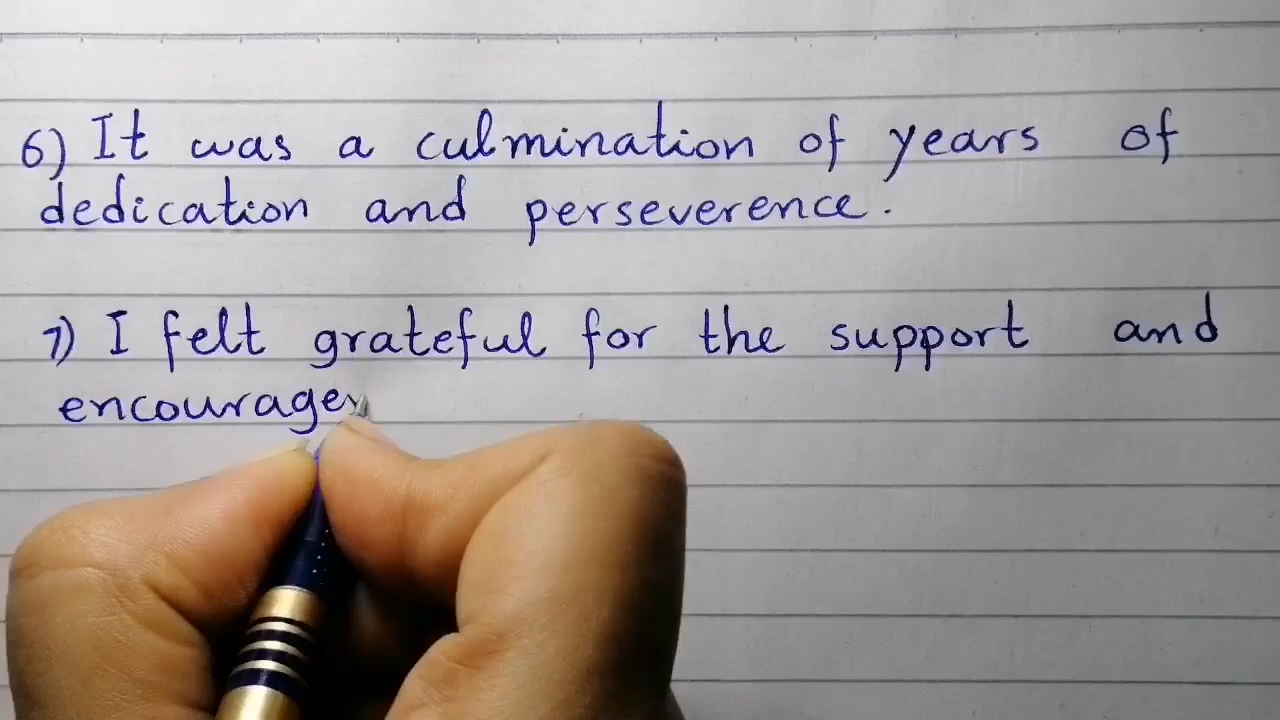 6) It was a culmination of years of
dedication and perseverence.
7) I felt grateful for the support and
encourage